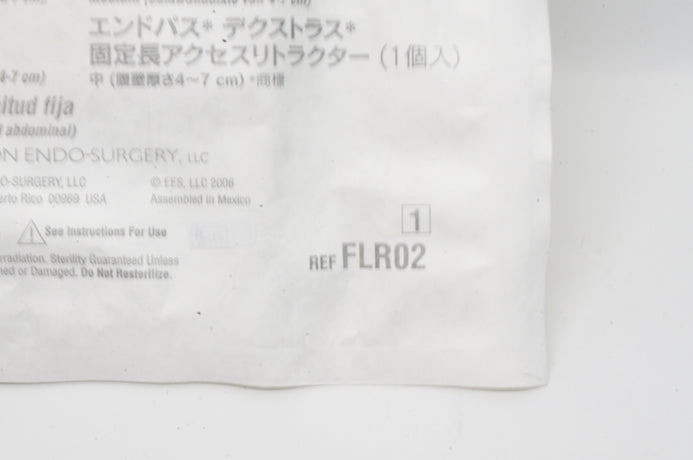 エンドパス* デクストラス*
固定長アクセスリトラクター (1個入)
4-7 cm)
中 (腹壁厚さ4～7 cm) *商標
itud fija
abdominal)
ON ENDO-SURGERY, LLC
O-SURGERY, LLC
© EES, LLC 2006
erto Rico 00969 USA
Assembled in Mexico
1
See Instructions For Use
REF FLR02
rradiation. Sterility Guaranteed Unless
ned or Damaged. Do Not Resterilize.